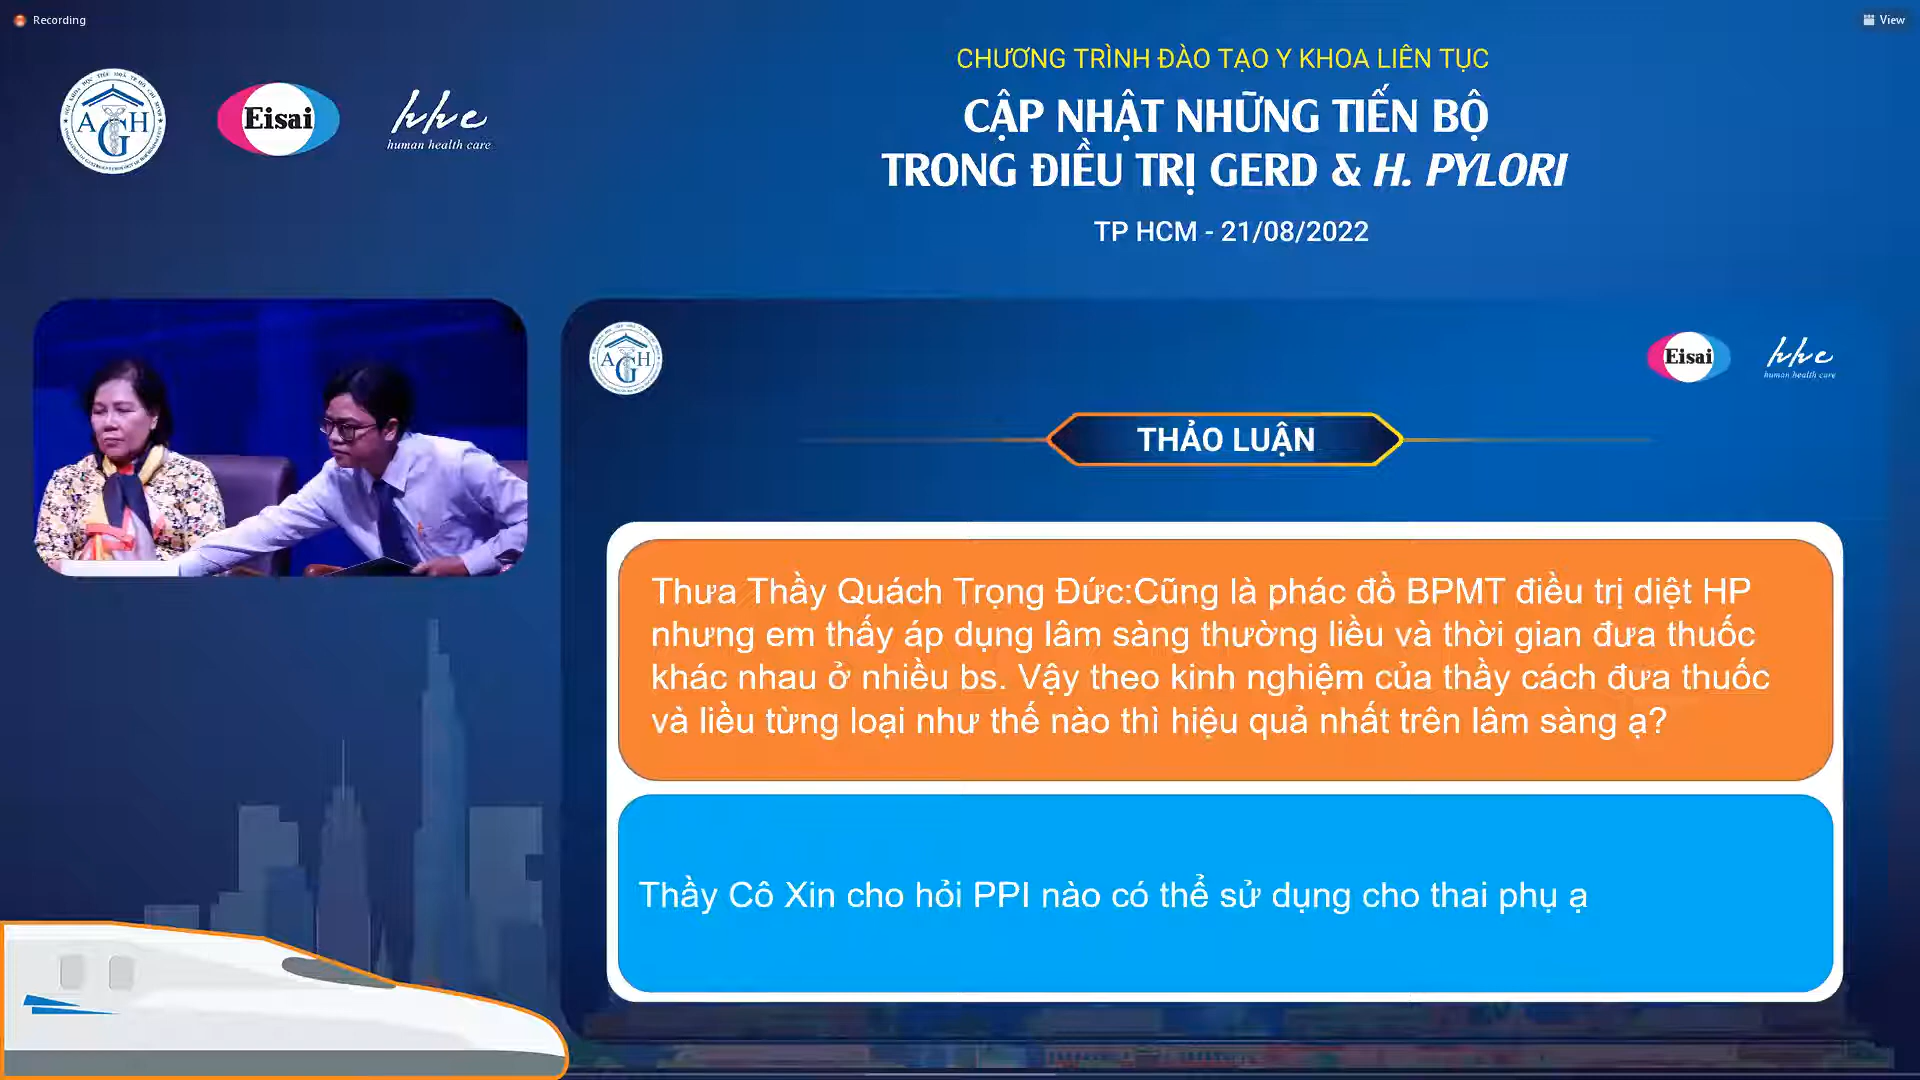 Recording
View
CHƯƠNG TRÌNH ĐÀO TẠO Y KHOA LIÊN TỤC
CẬP NHẬT NHỮNG TIẾN BỘ
TRONG ĐIỀU TRỊ GERD & H. PYLORI
TP HCM - 21/08/2022
AGH
Eisai
hhc
human health care
AGH
Eisai
hhc
human health care
THẢO LUẬN
Thưa Thầy Quách Trọng Đức:Cũng là phác đồ BPMT điều trị diệt HP
nhưng em thấy áp dụng lâm sàng thường liều và thời gian đưa thuốc
khác nhau ở nhiều bs. Vậy theo kinh nghiệm của thầy cách đưa thuốc
và liều từng loại như thế nào thì hiệu quả nhất trên lâm sàng ạ?
Thầy Cô Xin cho hỏi PPI nào có thể sử dụng cho thai phụ ạ